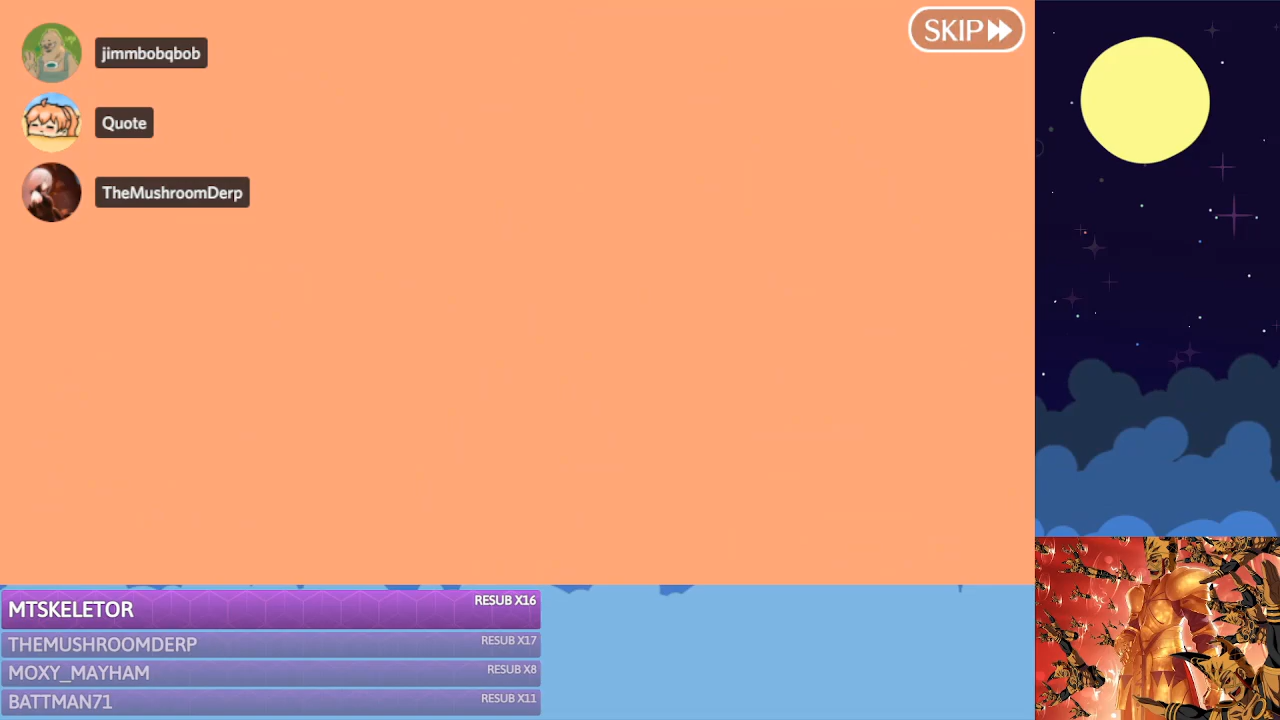 SKIP
jimmbobqbob
Quote
TheMushroomDerp
MTSKELETOR RESUB X16
THEMUSHROOMDERP RESUB X17
MOXY_MAYHAM RESUB X8
BATTMAN71 RESUB X11